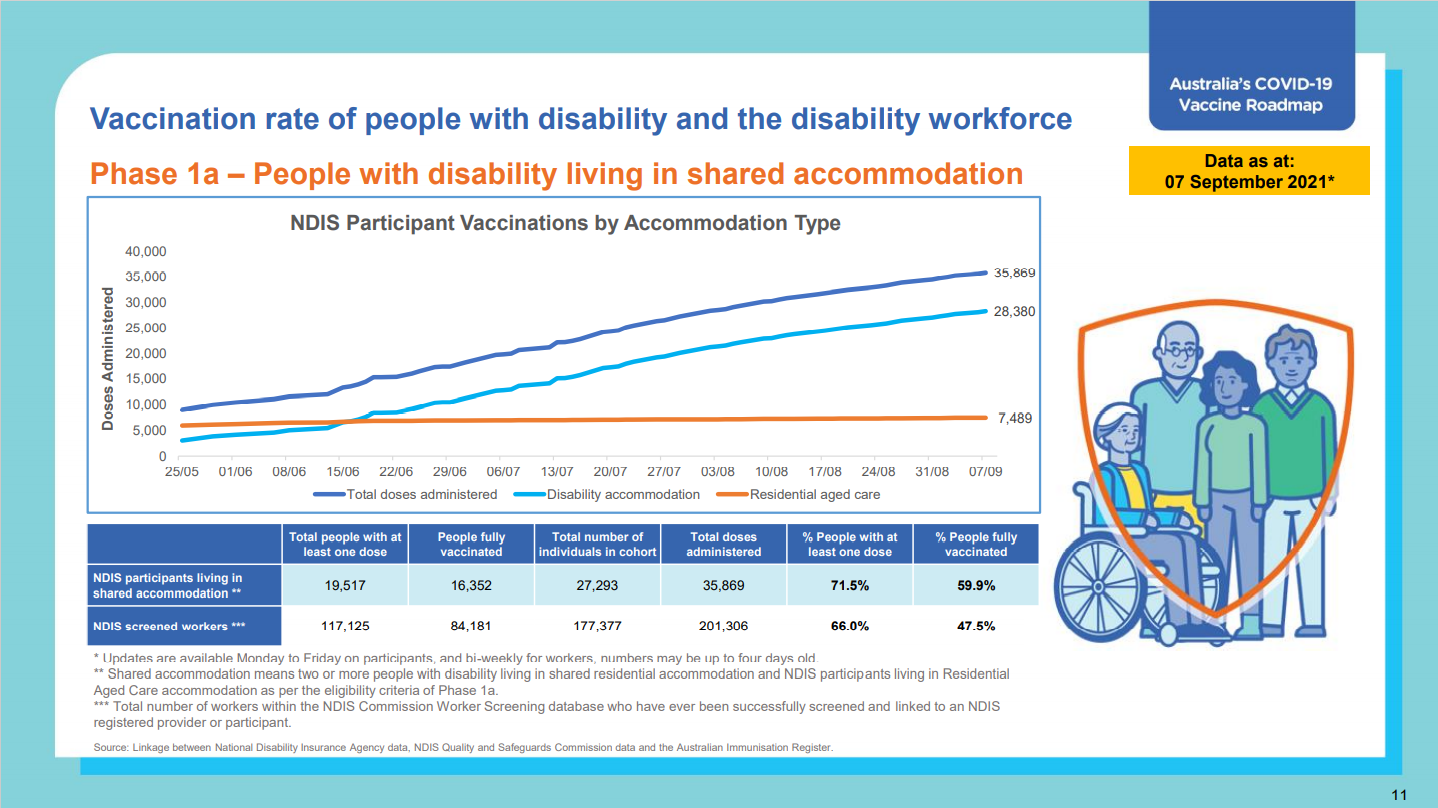 Australia's COVID-19
Vaccine Roadmap
Vaccination rate of people with disability and the disability workforce
Phase 1a – People with disability living in shared accommodation
Data as at:
07 September 2021*
NDIS Participant Vaccinations by Accommodation Type
Doses Administered
40,000
35,000
30,000
25,000
20,000
15,000
10,000
5,000
0
35,869
28,380
7,489
25/05 01/06 08/06 15/06 22/06 29/06 06/07 13/07 20/07 27/07 03/08 10/08 17/08 24/08 31/08 07/09
Total doses administered Disability accommodation Residential aged care
Total people with at least one dose People fully vaccinated Total number of individuals in cohort Total doses administered % People with at least one dose % People fully vaccinated
NDIS participants living in shared accommodation ** 19,517 16,352 27,293 35,869 71.5% 59.9%
NDIS screened workers *** 117,125 84,181 177,377 201,306 66.0% 47.5%
* Updates are available Monday to Friday on participants, and bi-weekly for workers, numbers may be up to four days old.
** Shared accommodation means two or more people with disability living in shared residential accommodation and NDIS participants living in Residential
Aged Care accommodation as per the eligibility criteria of Phase 1a.
*** Total number of workers within the NDIS Commission Worker Screening database who have ever been successfully screened and linked to an NDIS
registered provider or participant.
Source: Linkage between National Disability Insurance Agency data, NDIS Quality and Safeguards Commission data and the Australian Immunisation Register.
11